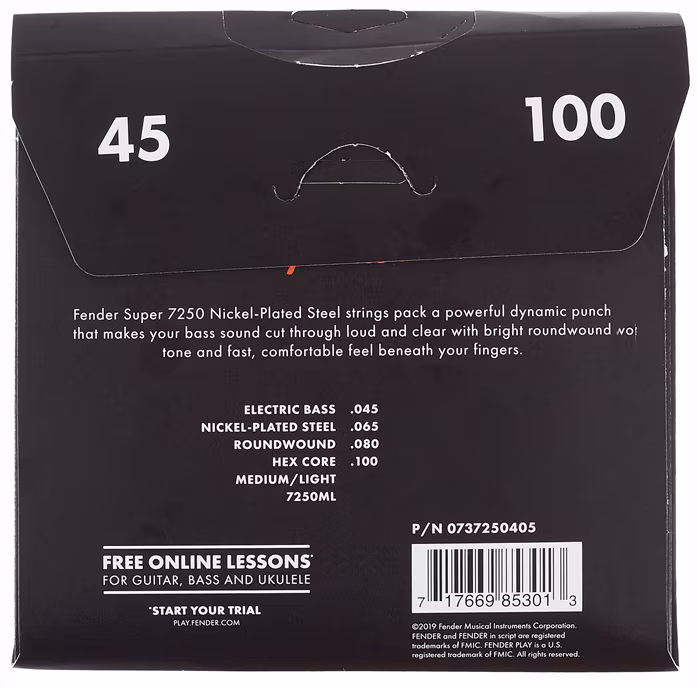 45
100
Fender Super 7250 Nickel-Plated Steel strings pack a powerful dynamic punch
that makes your bass sound cut through loud and clear with bright roundwound
tone and fast, comfortable feel beneath your fingers.
ELECTRIC BASS .045
NICKEL-PLATED STEEL .065
ROUNDWOUND .080
HEX CORE .100
MEDIUM/LIGHT
7250ML
P/N 0737250405
FREE ONLINE LESSONS*
FOR GUITAR, BASS AND UKULELE
*START YOUR TRIAL
PLAY.FENDER.COM
7 17669 85301 3
©2019 Fender Musical Instruments Corporation.
FENDER and FENDER in script are registered
trademarks of FMIC. FENDER PLAY is a U.S.
registered trademark of FMIC. All rights reserved.